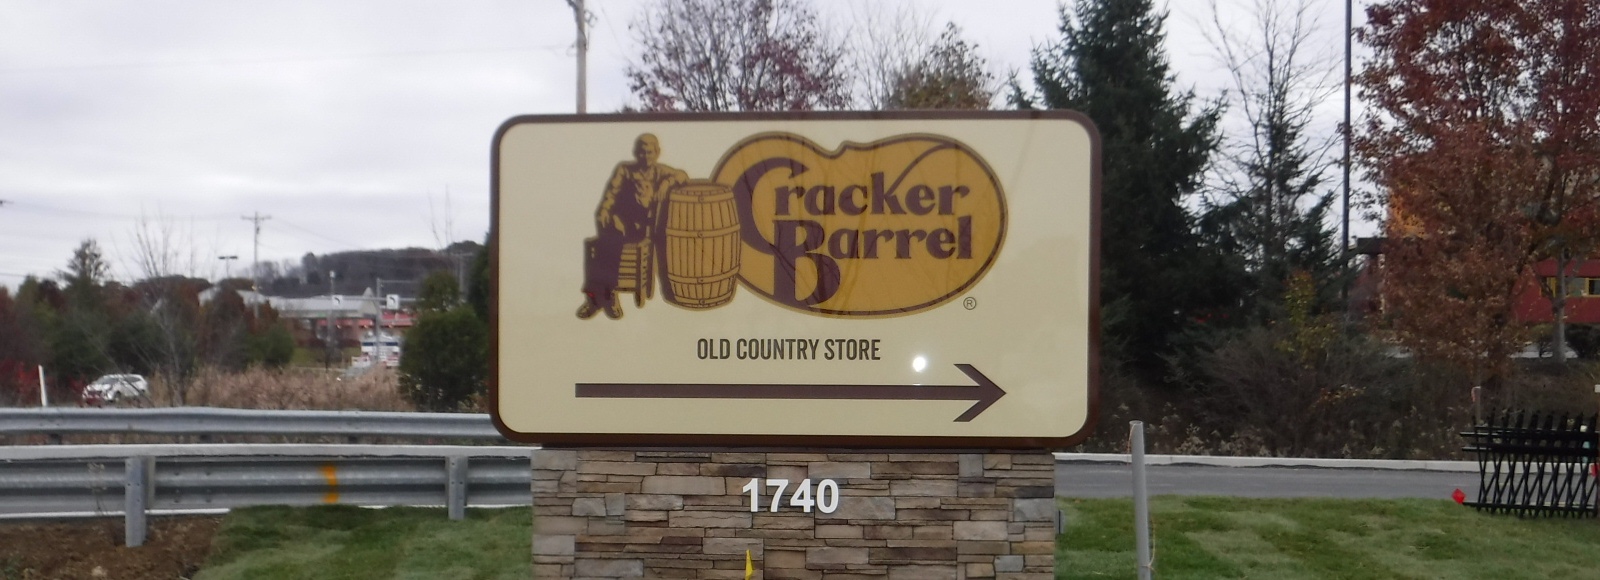 Cracker
Barrel
®
OLD COUNTRY STORE
1740